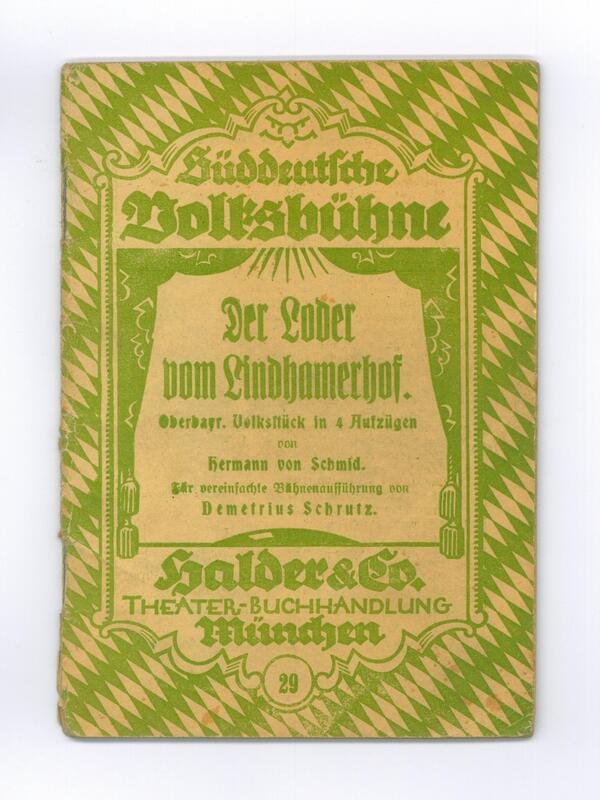 Süddeutsche
Volksbühne
Der Loder
vom Lindhamerhof.
Oberbayr. Volkstück in 4 Aufzügen
von
Hermann von Schmid.
Für vereinfachte Bühnenaufführung von
Demetrius Schrutz.
Halder & Co.
THEATER-BUCHHANDLUNG
München
29